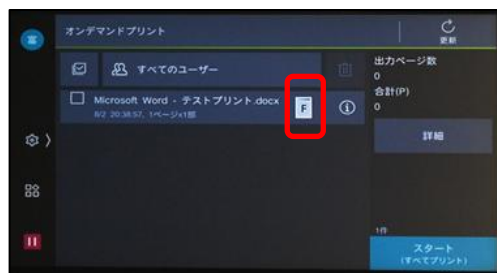 オンデマンドプリント
更新
すべてのユーザー
出力ページ数
0
合計(P)
0
Microsoft Word - テストプリント.docx
8/2 20:38:57, 1ページx1部
F
詳細
1件
スタート
(すべてプリント)